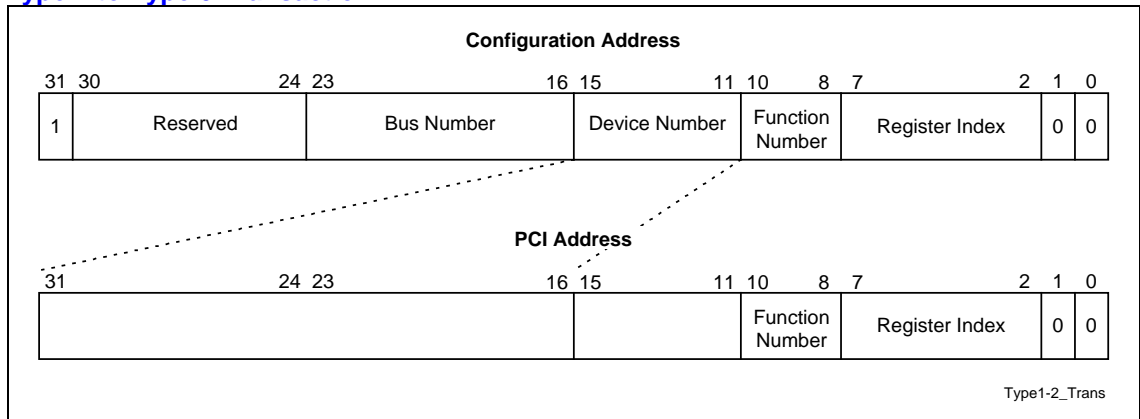 Configuration Address
31 30 24 23 16 15 11 10 8 7 2 1 0
1 Reserved Bus Number Device Number Function Number Register Index 0 0
PCI Address
31 24 23 16 15 11 10 8 7 2 1 0
Function Number Register Index 0 0
Type1-2_Trans